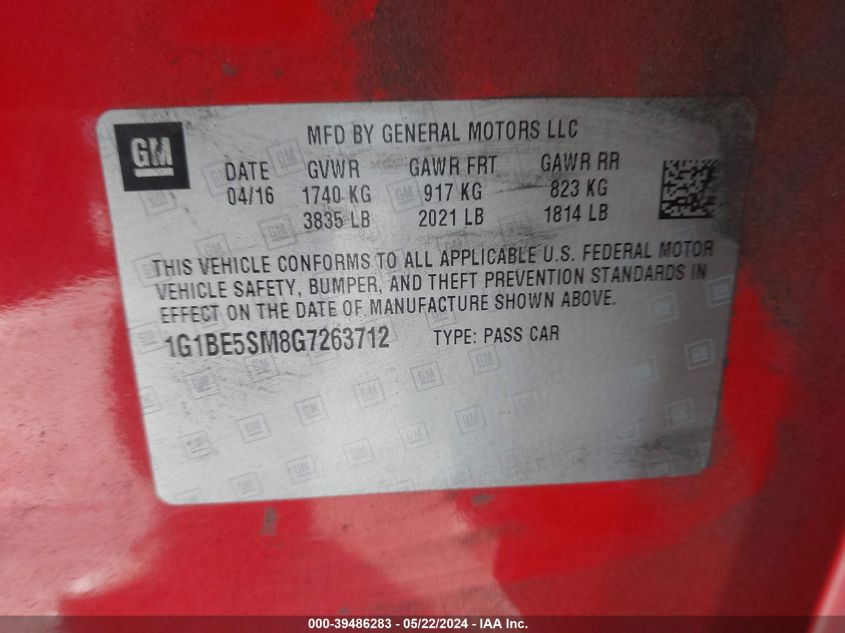 GM
MFD BY GENERAL MOTORS LLC
DATE GVWR GAWR FRT GAWR RR
04/16 1740 KG 917 KG 823 KG
3835 LB 2021 LB 1814 LB
THIS VEHICLE CONFORMS TO ALL APPLICABLE U.S. FEDERAL MOTOR
VEHICLE SAFETY, BUMPER, AND THEFT PREVENTION STANDARDS IN
EFFECT ON THE DATE OF MANUFACTURE SHOWN ABOVE.
1G1BE5SM8G7263712 TYPE: PASS CAR
000-39486283 - 05/22/2024 - IAA Inc.